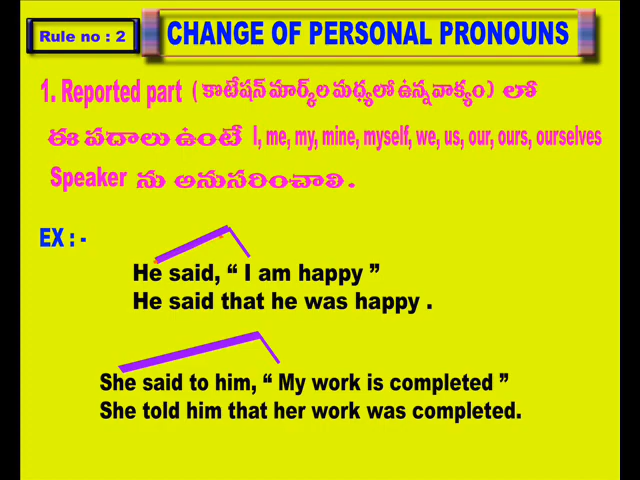 Rule no : 2
CHANGE OF PERSONAL PRONOUNS
1. Reported part (కొటేషన్ మార్క్‌ల మధ్యలో ఉన్న వాక్యం) లో
ఈ పదాలు ఉంటే I, me, my, mine, myself, we, us, our, ours, ourselves
Speaker ను అనుసరించాలి.
EX : -
He said, “ I am happy ”
He said that he was happy .
She said to him, “ My work is completed ”
She told him that her work was completed.